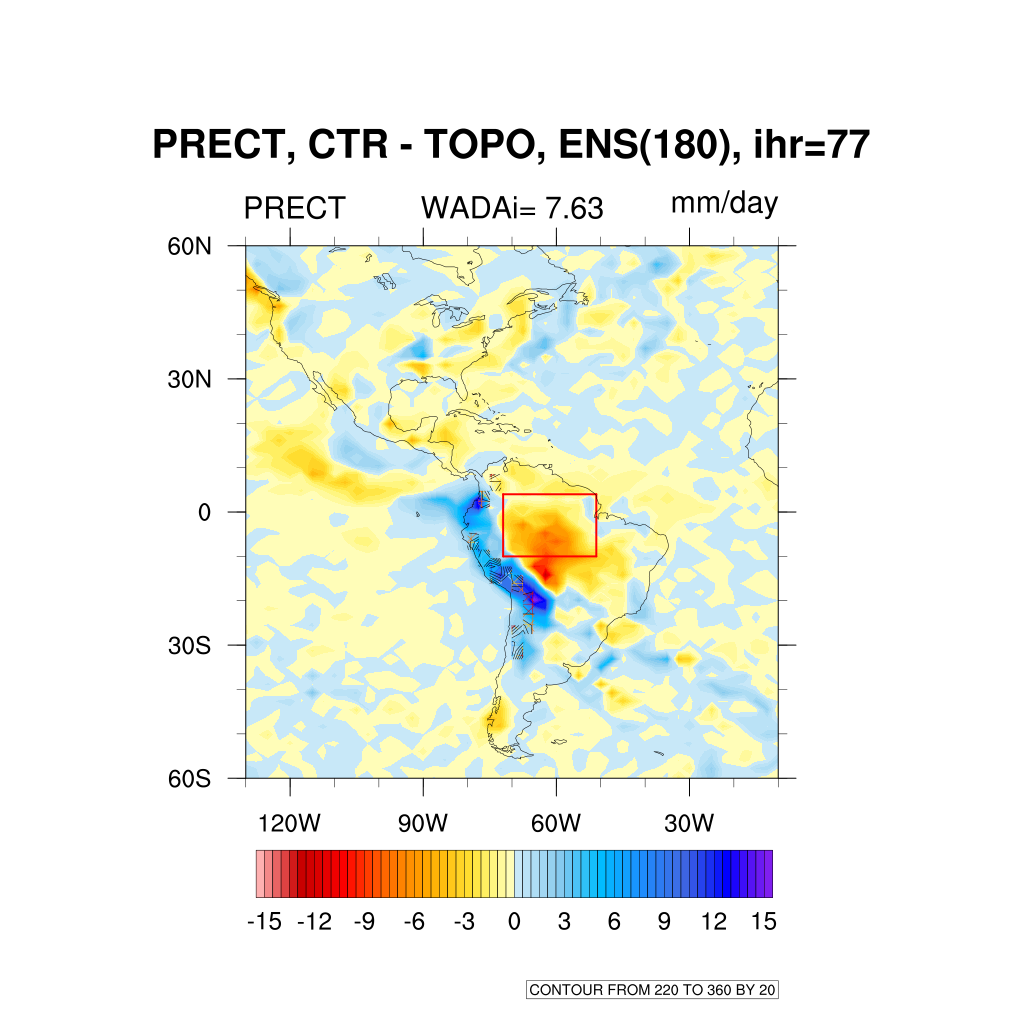 PRECT, CTR - TOPO, ENS(180), ihr=77
PRECT WADAi= 7.63 mm/day
60N
30N
0
30S
60S
120W 90W 60W 30W
-15 -12 -9 -6 -3 0 3 6 9 12 15
CONTOUR FROM 220 TO 360 BY 20